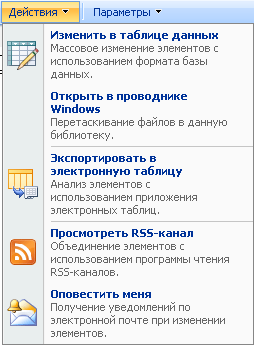 Действия Параметры
Изменить в таблице данных
Массовое изменение элементов с
использованием формата базы
данных.
Открыть в проводнике
Windows
Перетаскивание файлов в данную
библиотеку.
Экспортировать в
электронную таблицу
Анализ элементов с
использованием приложения
электронных таблиц.
Просмотреть RSS-канал
Объединение элементов с
использованием программы чтения
RSS-каналов.
Оповестить меня
Получение уведомлений по
электронной почте при изменении
элементов.